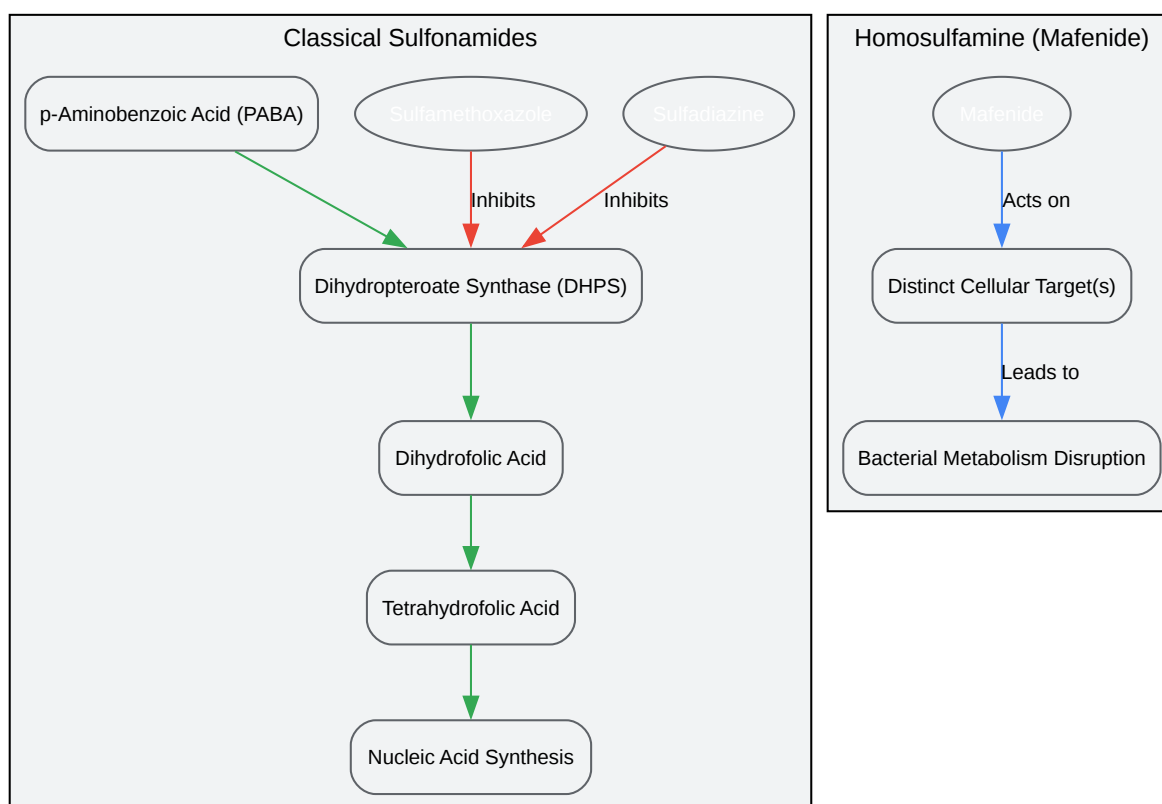 Classical Sulfonamides
p-Aminobenzoic Acid (PABA)
Sulfamethoxazole
Sulfadiazine
Inhibits
Inhibits
Dihydropteroate Synthase (DHPS)
Dihydrofolic Acid
Tetrahydrofolic Acid
Nucleic Acid Synthesis
Homosulfamine (Mafenide)
Mafenide
Acts on
Distinct Cellular Target(s)
Leads to
Bacterial Metabolism Disruption